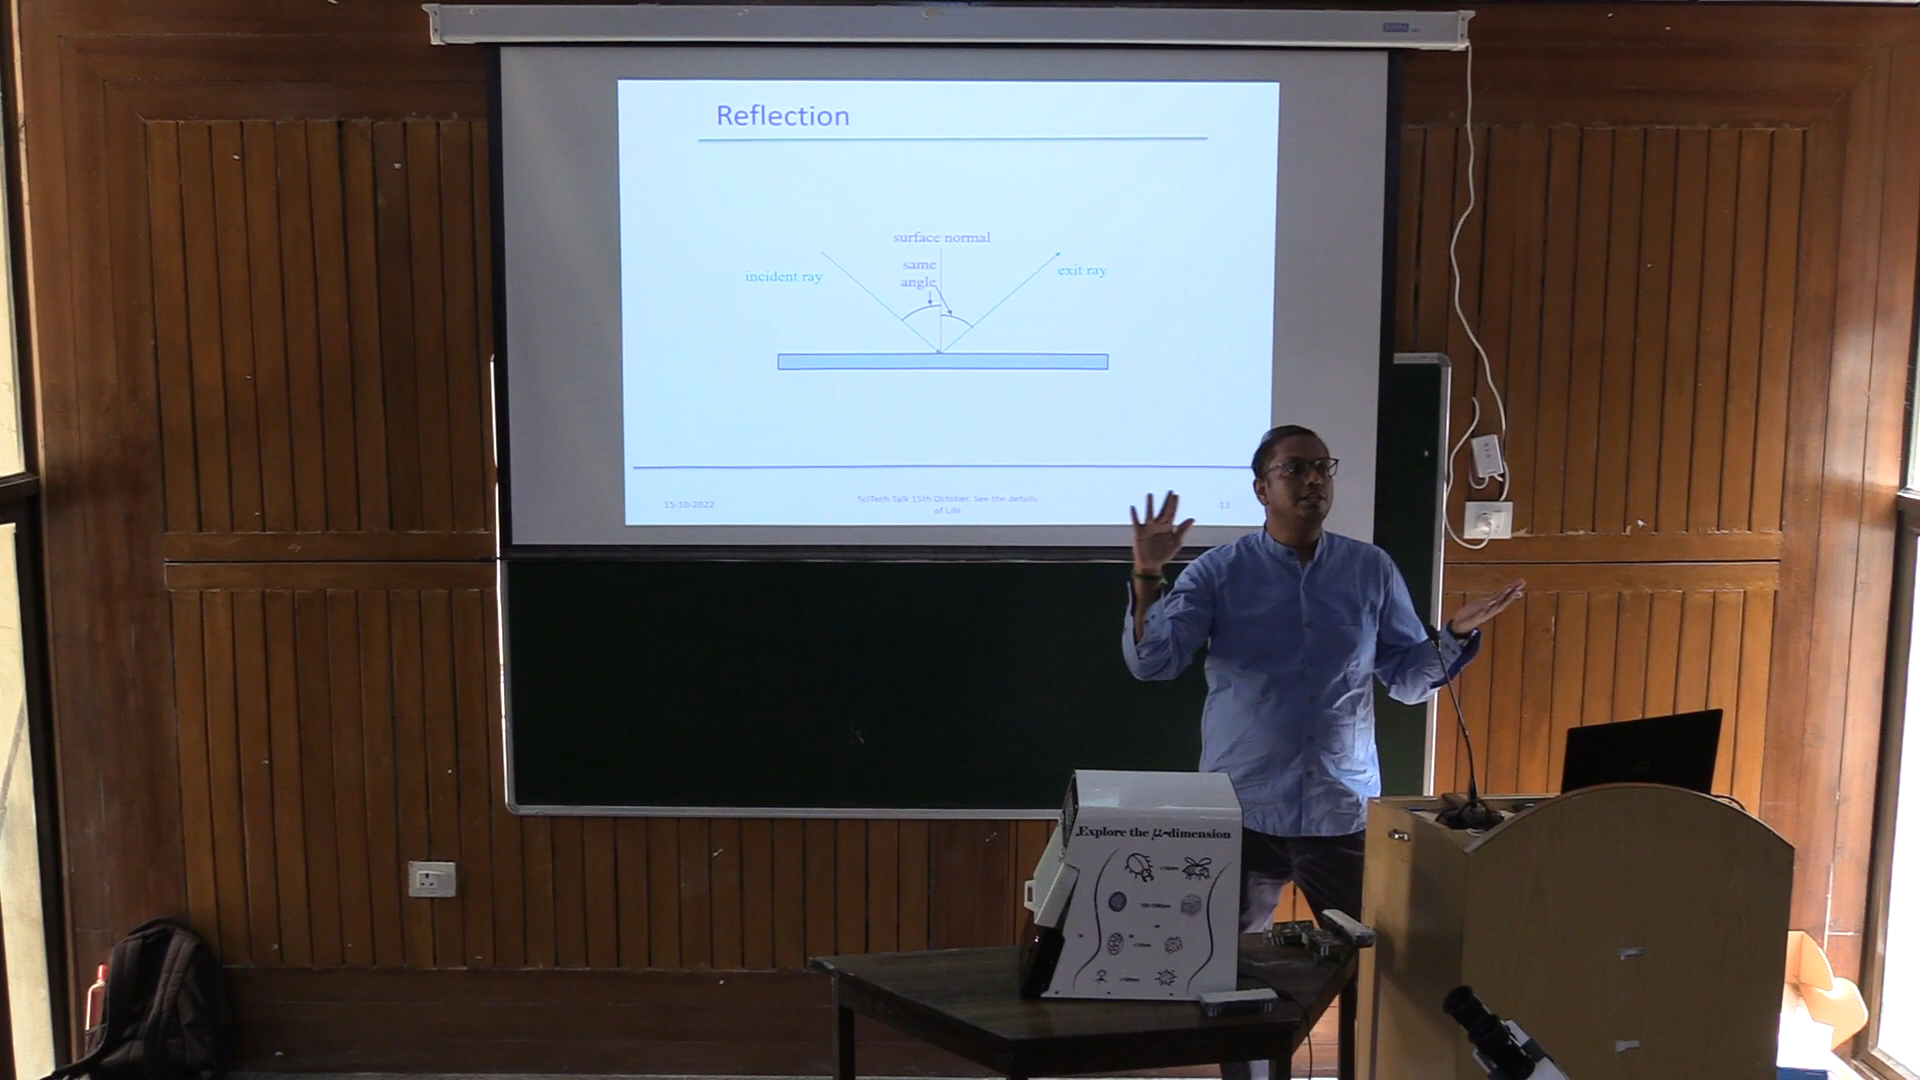 Reflection
surface normal
same
angle
incident ray
exit ray
15-10-2022
SciTech Talk 15th October. See the details
of Life
13
Explore the μ-dimension